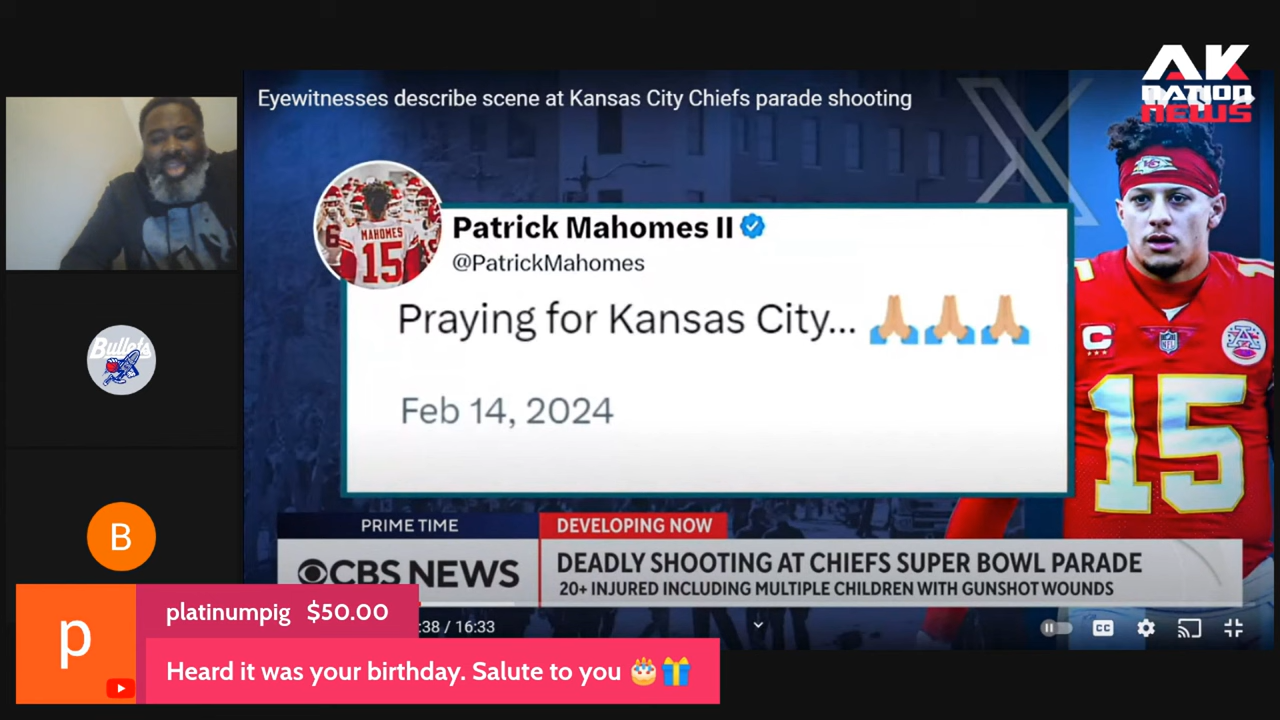 AK
NATION
NEWS
Eyewitnesses describe scene at Kansas City Chiefs parade shooting
MAHOMES
15
Patrick Mahomes II
@PatrickMahomes
Praying for Kansas City... 🙏🏼🙏🏼🙏🏼
Feb 14, 2024
C
NFL
15
Bullets
B
PRIME TIME
DEVELOPING NOW
CBS NEWS
DEADLY SHOOTING AT CHIEFS SUPER BOWL PARADE
20+ INJURED INCLUDING MULTIPLE CHILDREN WITH GUNSHOT WOUNDS
:38 / 16:33
CC
p
platinumpig $50.00
Heard it was your birthday. Salute to you 🎂🎁